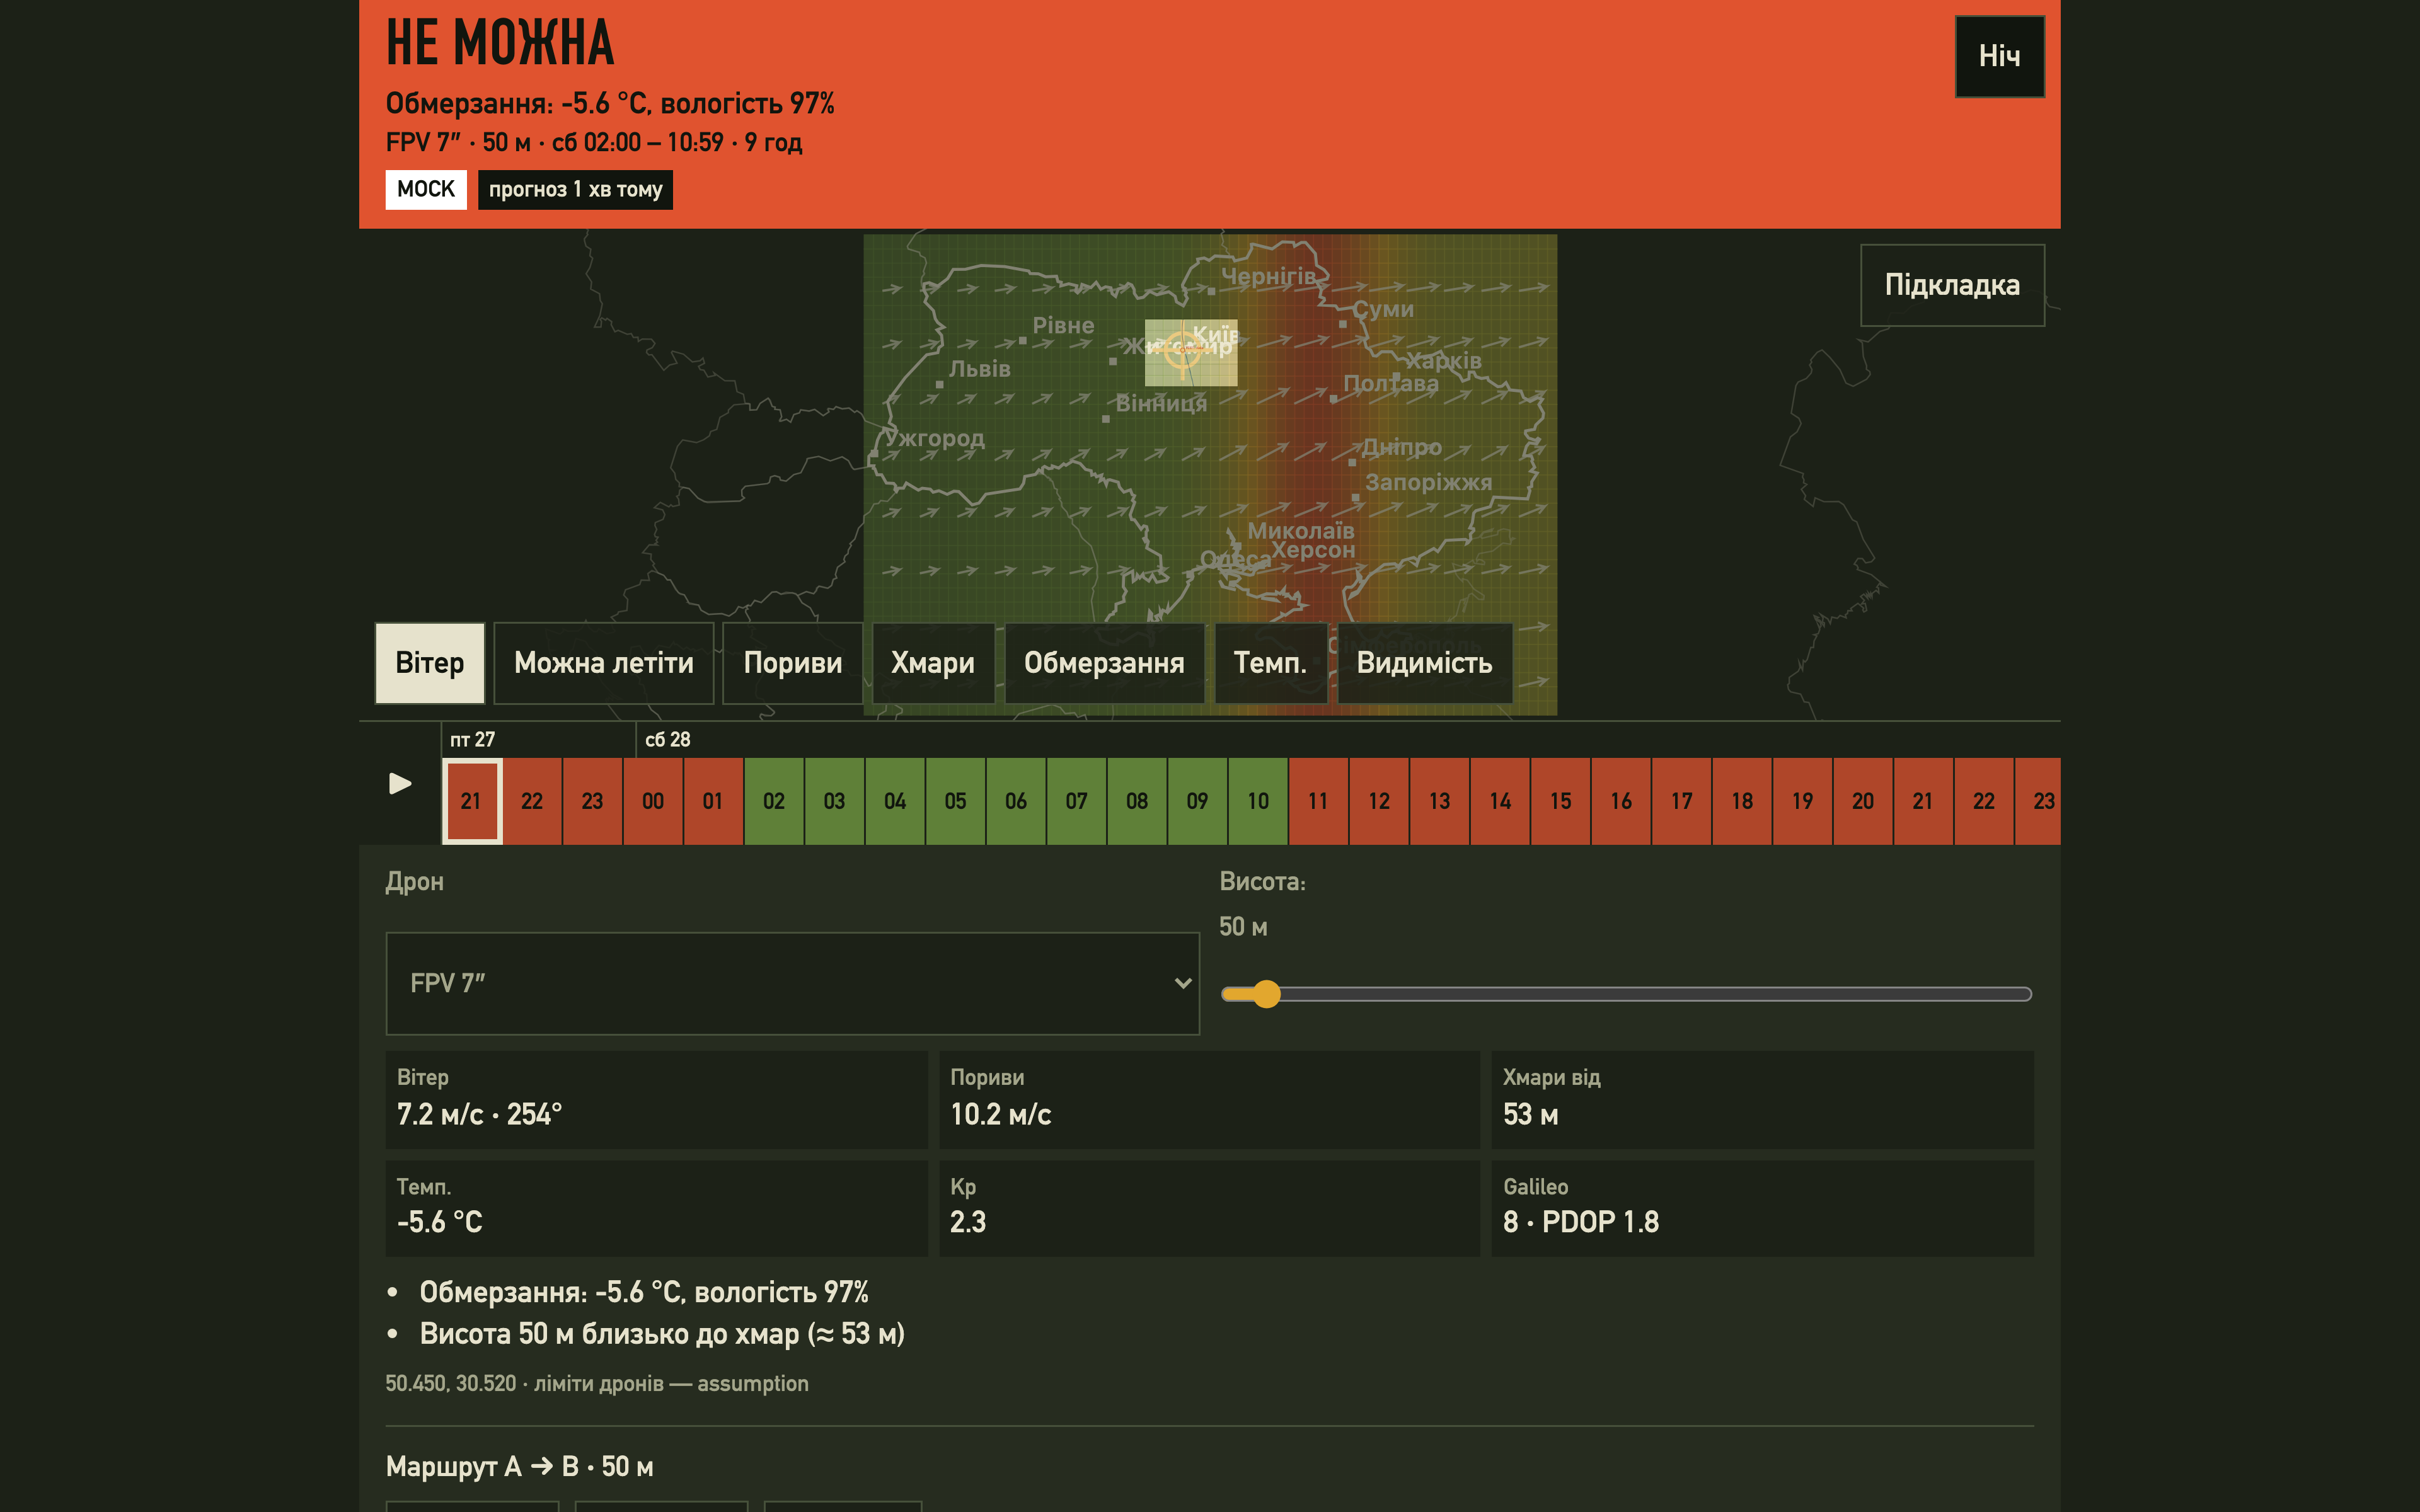 НЕ МОЖНА
Ніч
Обмерзання: -5.6 °C, вологість 97%
FPV 7″ · 50 м · сб 02:00 – 10:59 · 9 год
MOCK
прогноз 1 хв тому
Підкладка
Чернігів
Суми
Рівне
Київ
Житомир
Харків
Львів
Полтава
Вінниця
Ужгород
Дніпро
Запоріжжя
Миколаїв
Херсон
Одеса
Сімферополь
Вітер
Можна летіти
Пориви
Хмари
Обмерзання
Темп.
Видимість
пт 27
сб 28
21 22 23 00 01 02 03 04 05 06 07 08 09 10 11 12 13 14 15 16 17 18 19 20 21 22 23
Дрон
Висота:
50 м
FPV 7″
Вітер
7.2 м/с · 254°
Пориви
10.2 м/с
Хмари від
53 м
Темп.
-5.6 °C
Kp
2.3
Galileo
8 · PDOP 1.8
• Обмерзання: -5.6 °C, вологість 97%
• Висота 50 м близько до хмар (≈ 53 м)
50.450, 30.520 · ліміти дронів — assumption
Маршрут A → B · 50 м